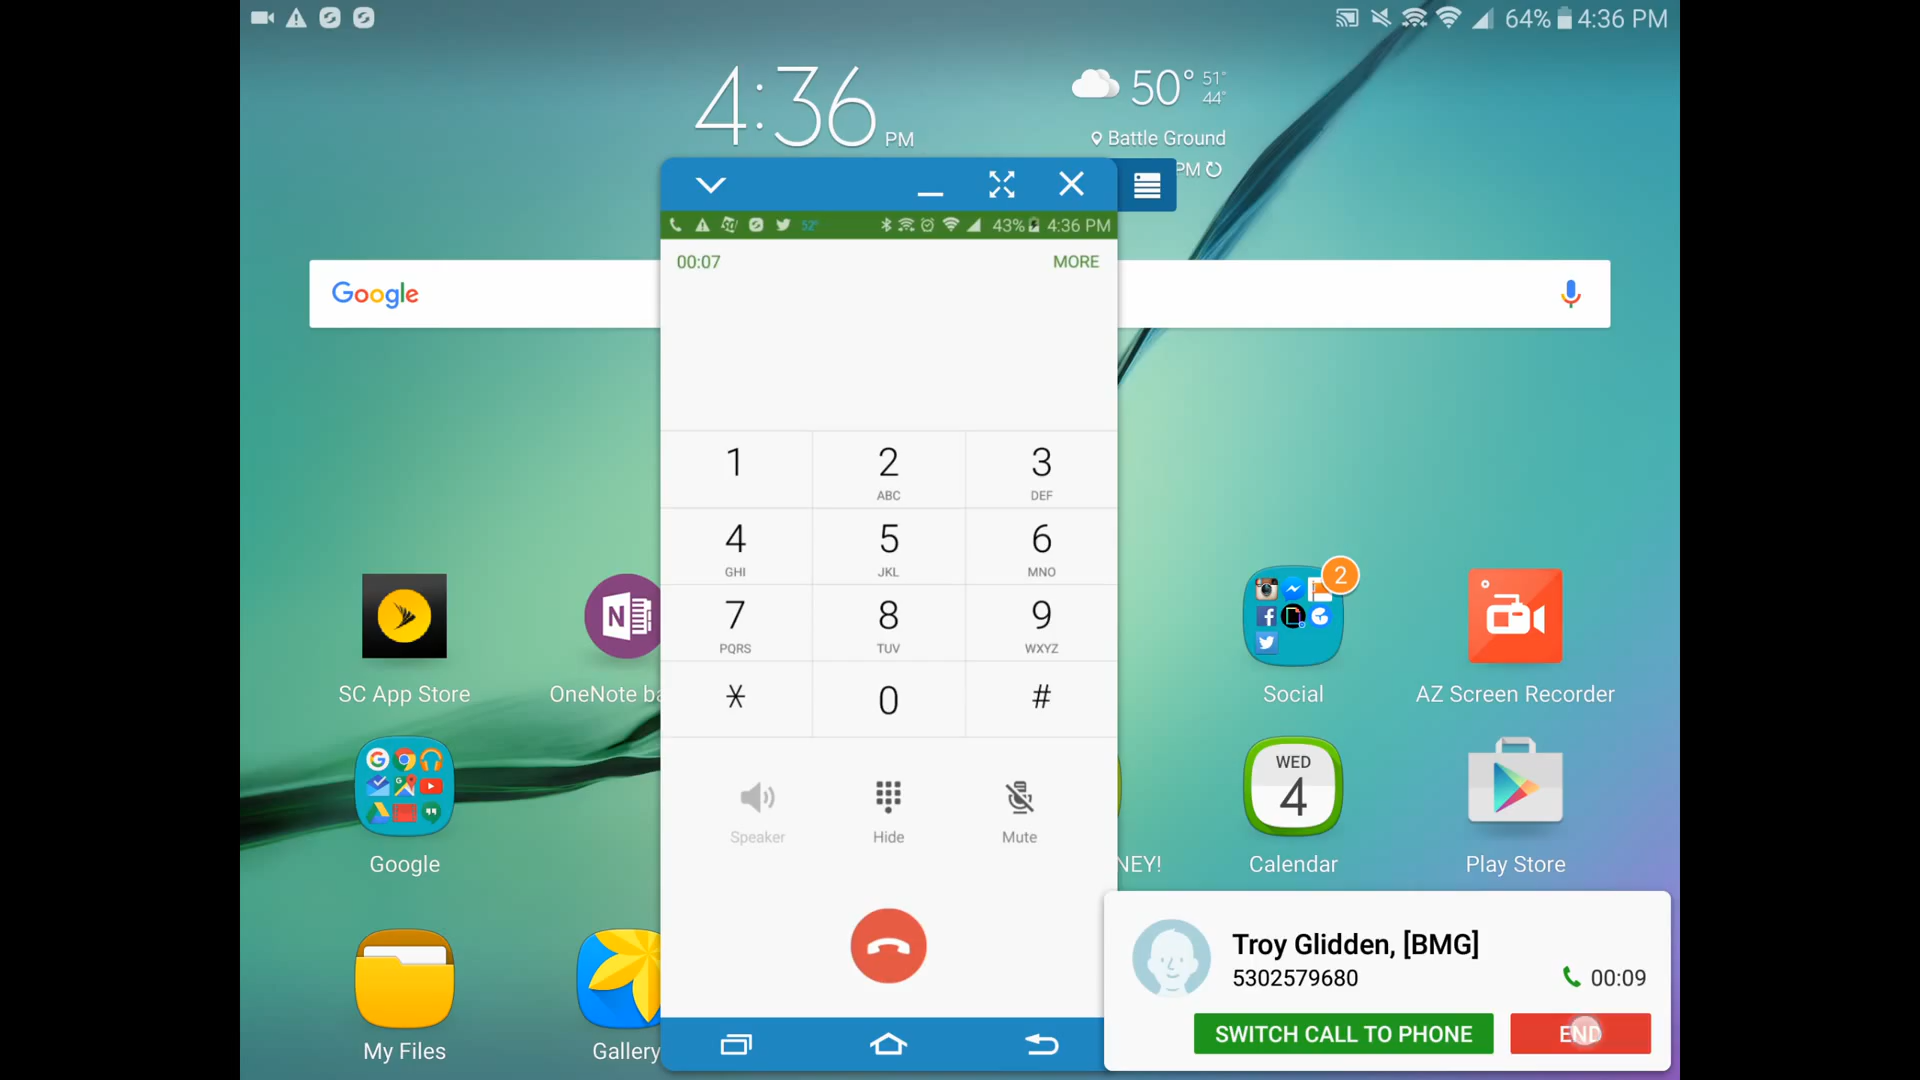 64% 4:36 PM
4:36 PM
50° 51° 44°
Battle Ground
PM
43% 4:36 PM
52°
00:07 MORE
Google
1 2 3
ABC DEF
4 5 6
GHI JKL MNO
7 8 9
PQRS TUV WXYZ
* 0 #
Speaker Hide Mute
2
N
SC App Store OneNote ba Social AZ Screen Recorder
WED
4
Google NEY! Calendar Play Store
My Files Gallery
Troy Glidden, [BMG]
5302579680 00:09
SWITCH CALL TO PHONE END